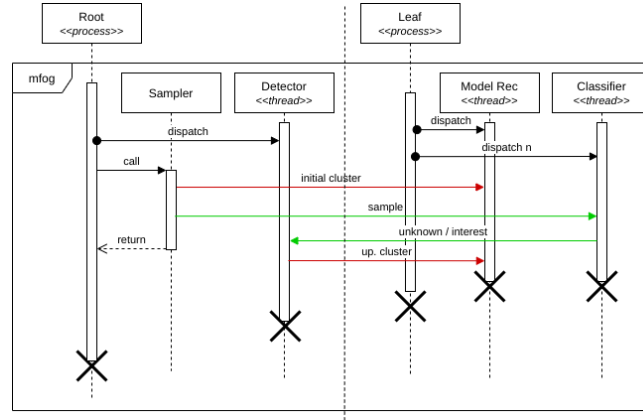 Root
<<process>>
Leaf
<<process>>
mfog
Sampler
Detector
<<thread>>
Model Rec
<<thread>>
Classifier
<<thread>>
dispatch
dispatch
dispatch n
call
initial cluster
sample
unknown / interest
return
up. cluster